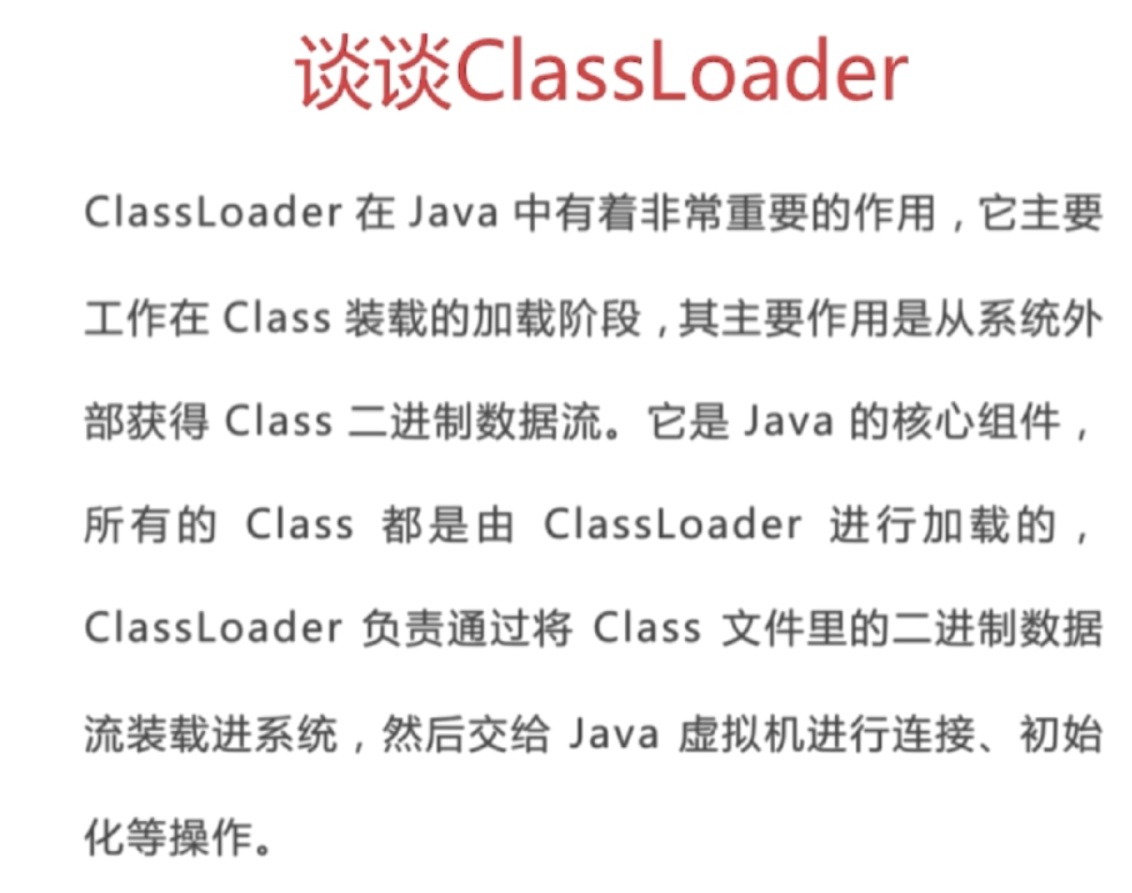 谈谈ClassLoader
ClassLoader 在 Java 中有着非常重要的作用，它主要
工作在 Class 装载的加载阶段，其主要作用是从系统外
部获得 Class 二进制数据流。它是 Java 的核心组件，
所有的 Class 都是由 ClassLoader 进行加载的，
ClassLoader 负责通过将 Class 文件里的二进制数据
流装载进系统，然后交给 Java 虚拟机进行连接、初始
化等操作。